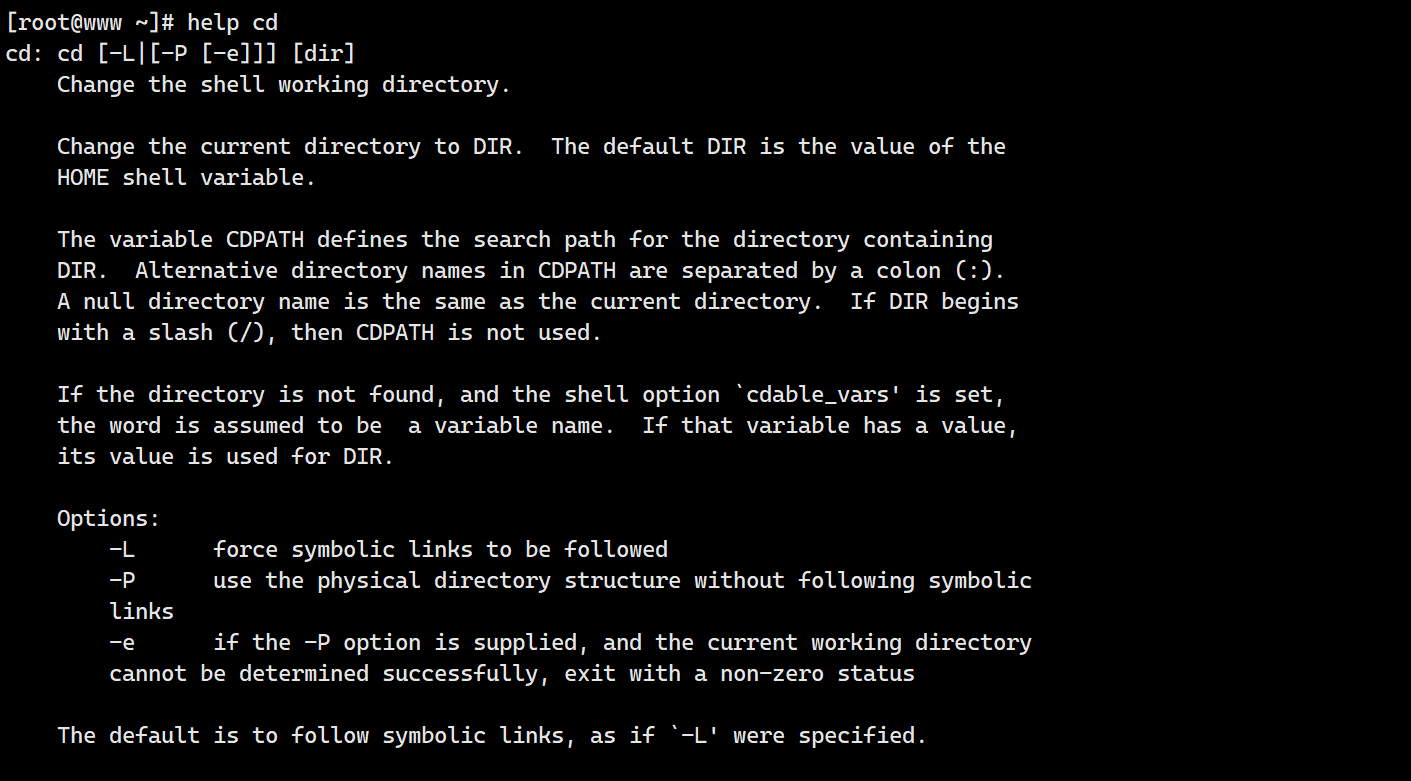 [root@www ~]# help cd
cd: cd [-L|[-P [-e]]] [dir]
    Change the shell working directory.

    Change the current directory to DIR.  The default DIR is the value of the
    HOME shell variable.

    The variable CDPATH defines the search path for the directory containing
    DIR.  Alternative directory names in CDPATH are separated by a colon (:).
    A null directory name is the same as the current directory.  If DIR begins
    with a slash (/), then CDPATH is not used.

    If the directory is not found, and the shell option `cdable_vars' is set,
    the word is assumed to be  a variable name.  If that variable has a value,
    its value is used for DIR.

    Options:
        -L      force symbolic links to be followed
        -P      use the physical directory structure without following symbolic
        links
        -e      if the -P option is supplied, and the current working directory
        cannot be determined successfully, exit with a non-zero status

    The default is to follow symbolic links, as if `-L' were specified.